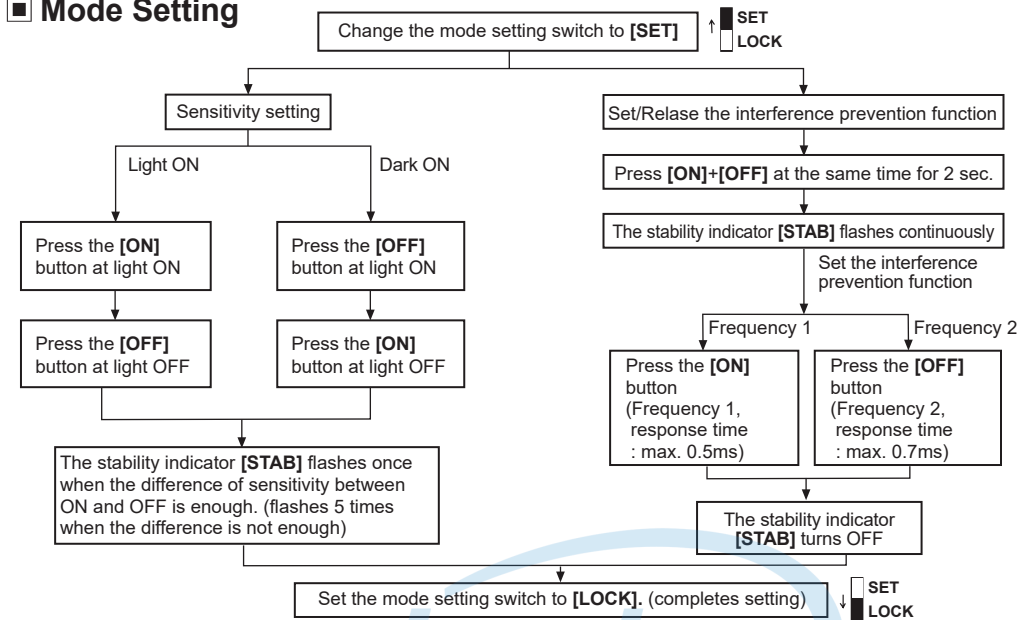 Mode Setting
Change the mode setting switch to [SET]
SET
LOCK
Sensitivity setting
Light ON
Dark ON
Press the [ON]
button at light ON
Press the [OFF]
button at light ON
Press the [OFF]
button at light OFF
Press the [ON]
button at light OFF
The stability indicator [STAB] flashes once
when the difference of sensitivity between
ON and OFF is enough. (flashes 5 times
when the difference is not enough)
Set/Relase the interference prevention function
Press [ON]+[OFF] at the same time for 2 sec.
The stability indicator [STAB] flashes continuously
Set the interference
prevention function
Frequency 1
Frequency 2
Press the [ON]
button
(Frequency 1,
response time
: max. 0.5ms)
Press the [OFF]
button
(Frequency 2,
response time
: max. 0.7ms)
The stability indicator
[STAB] turns OFF
Set the mode setting switch to [LOCK]. (completes setting)
SET
LOCK